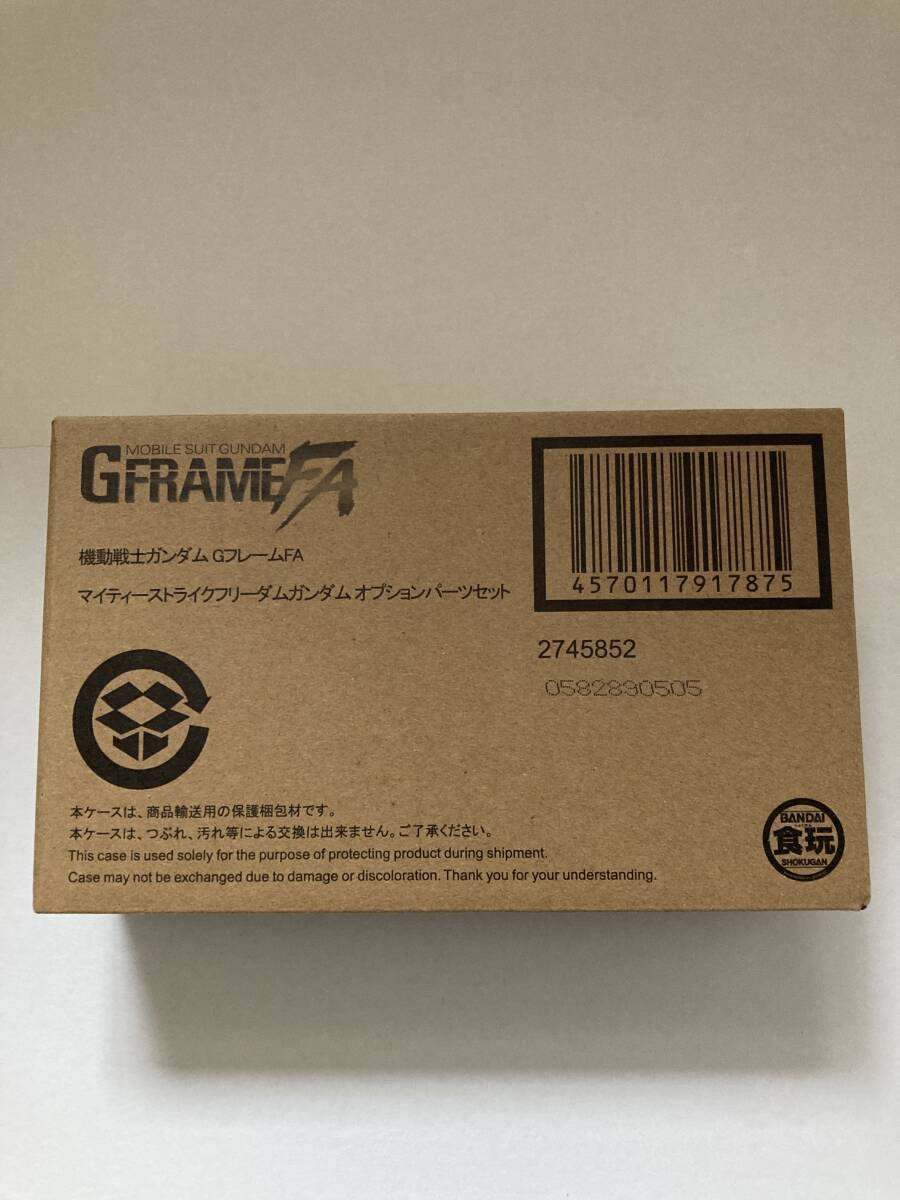 MOBILE SUIT GUNDAM
GFRAMEFA
機動戦士ガンダム GフレームFA
マイティーストライクフリーダムガンダム オプションパーツセット
4570117917875
2745852
0582890505
本ケースは、商品輸送用の保護梱包材です。
本ケースは、つぶれ、汚れ等による交換は出来ません。ご了承ください。
This case is used solely for the purpose of protecting product during shipment.
Case may not be exchanged due to damage or discoloration. Thank you for your understanding.
BANDAI
食玩
SHOKUGAN